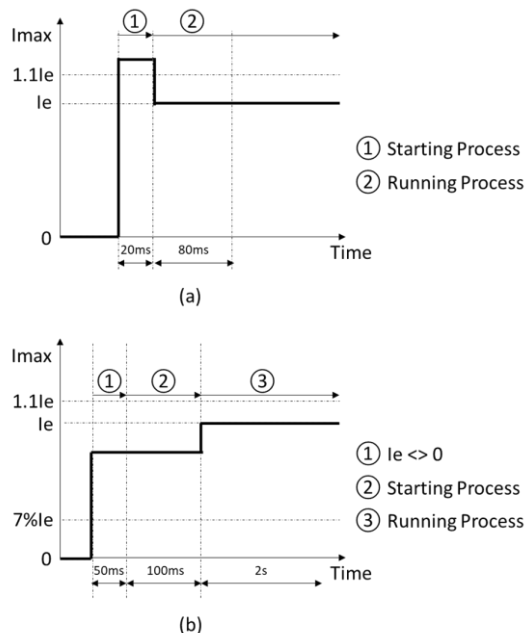 ① ②
Imax
1.1Ie
Ie
① Starting Process
② Running Process
0
Time
20ms 80ms
(a)
Imax
① ② ③
1.1Ie
Ie
① Ie <> 0
② Starting Process
③ Running Process
7%Ie
0
Time
50ms 100ms 2s
(b)